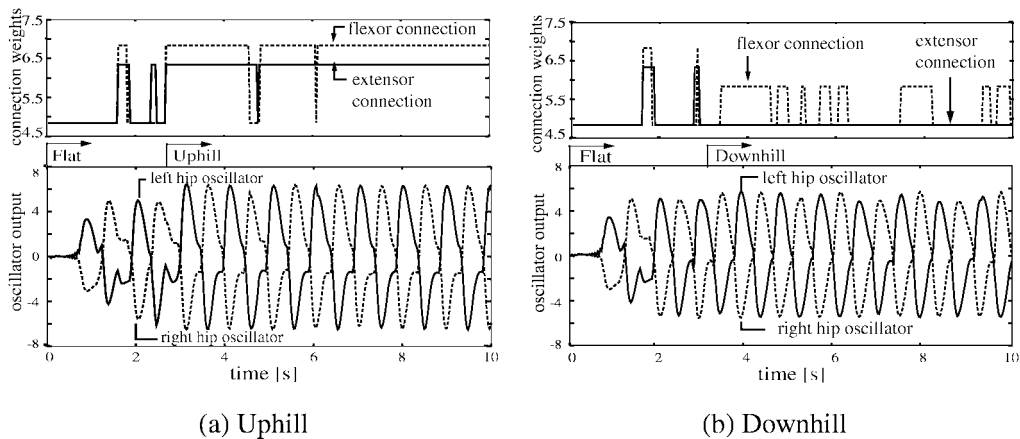 connection weights
7.5
6.5
5.5
4.5
flexor connection
extensor
connection
Flat
Uphill
oscillator output
8
4
0
-4
-8
left hip oscillator
right hip oscillator
0 2 4 6 8 10
time [s]
(a) Uphill
connection weights
7.5
6.5
5.5
4.5
flexor connection
extensor
connection
Flat
Downhill
oscillator output
8
4
0
-4
-8
left hip oscillator
right hip oscillator
0 2 4 6 8 10
time [s]
(b) Downhill